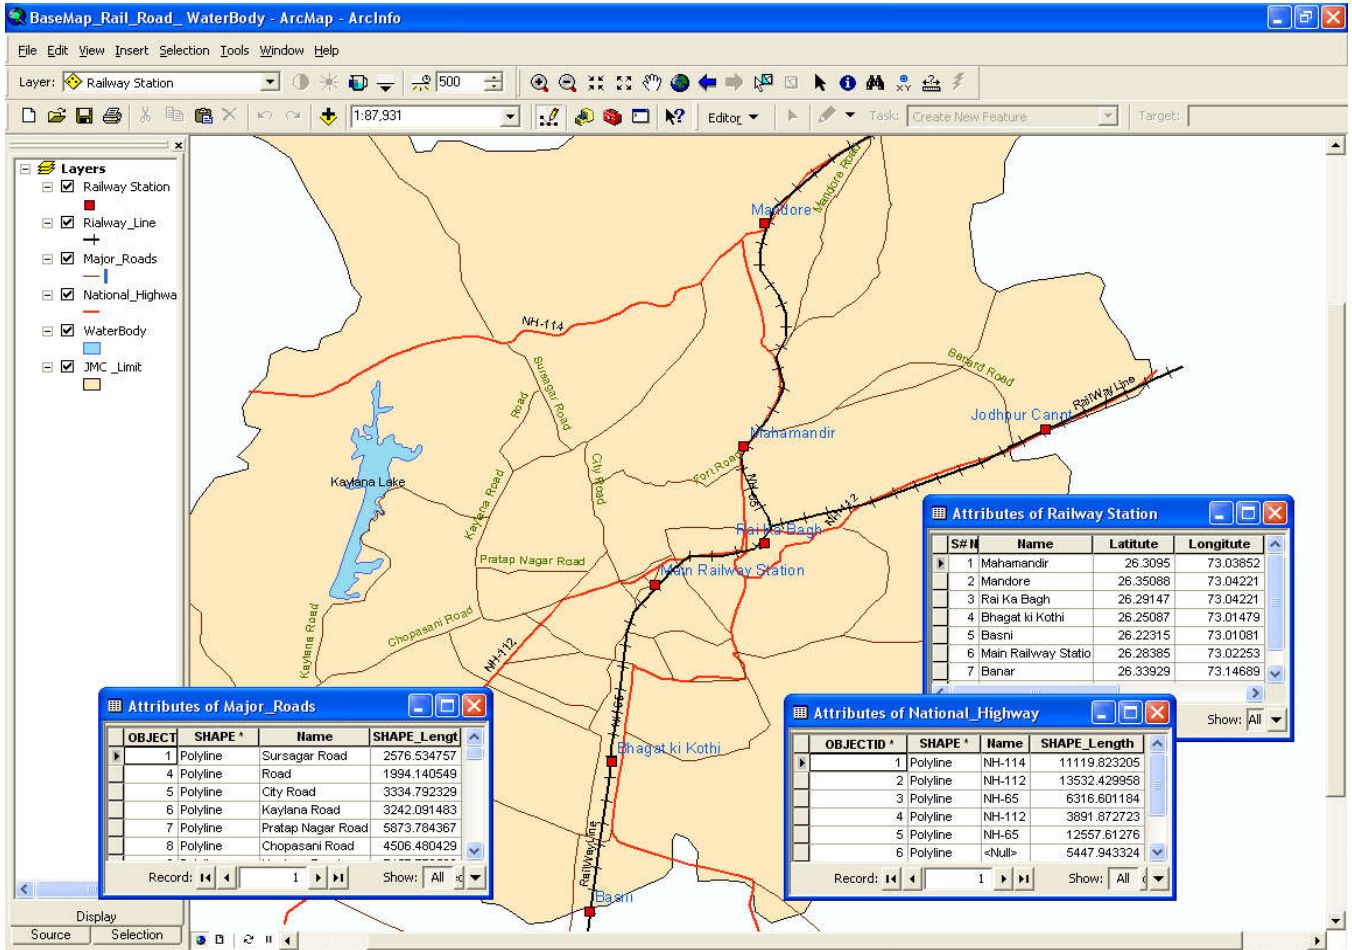 BaseMap_Rail_Road_ WaterBody - ArcMap - ArcInfo
File Edit View Insert Selection Tools Window Help
Layer: Railway Station 500
1:87,931 Editor Task: Create New Feature Target:
Layers
Railway Station
Rialway_Line
Major_Roads
National_Highwa
WaterBody
JMC _Limit
Mandore Road
Mandore
NH-114
Sursagar Road
Banard Road
RailWay Line
Road
Jodhpur Cannt
Mahamandir
City Road
Fort Road
Kaylana Lake
Kaylana Road
NH-65
NH-112
Rai Ka Bagh
Pratap Nagar Road
Main Railway Station
Chopasani Road
Kaylana Road
NH-112
Bhagat ki Kothi
RailWay Line
Basni
Attributes of Railway Station
S# N Name Latitute Longitute
1 Mahamandir 26.3095 73.03852
2 Mandore 26.35088 73.04221
3 Rai Ka Bagh 26.29147 73.04221
4 Bhagat ki Kothi 26.25087 73.01479
5 Basni 26.22315 73.01081
6 Main Railway Statio 26.28385 73.02253
7 Banar 26.33929 73.14689
Show: All
Attributes of Major_Roads
OBJECT SHAPE * Name SHAPE_Lengt
1 Polyline Sursagar Road 2576.534757
4 Polyline Road 1994.140549
5 Polyline City Road 3334.792329
6 Polyline Kaylana Road 3242.091483
7 Polyline Pratap Nagar Road 5873.784367
8 Polyline Chopasani Road 4506.480429
Record: 1 Show: All
Attributes of National_Highway
OBJECTID * SHAPE * Name SHAPE_Length
1 Polyline NH-114 11119.823205
2 Polyline NH-112 13532.429958
3 Polyline NH-65 6316.601184
4 Polyline NH-112 3891.872723
5 Polyline NH-65 12557.61276
6 Polyline <Null> 5447.943324
Record: 1 Show: All
Display
Source Selection